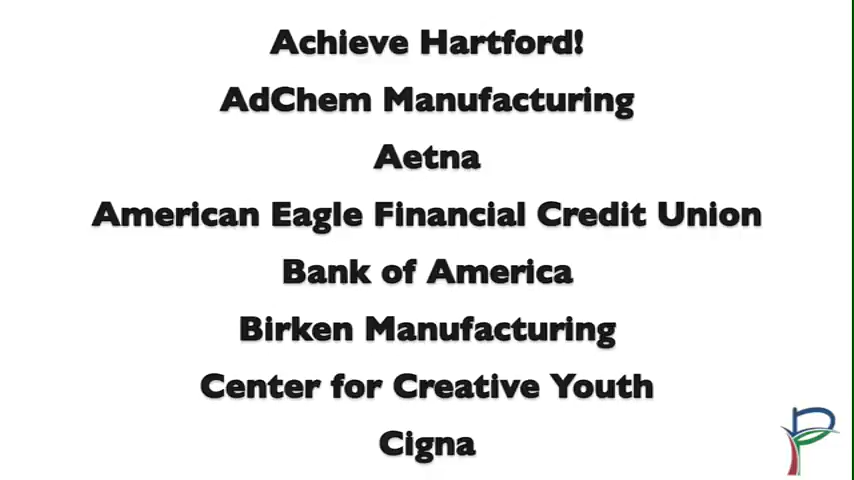 Achieve Hartford!
AdChem Manufacturing
Aetna
American Eagle Financial Credit Union
Bank of America
Birken Manufacturing
Center for Creative Youth
Cigna